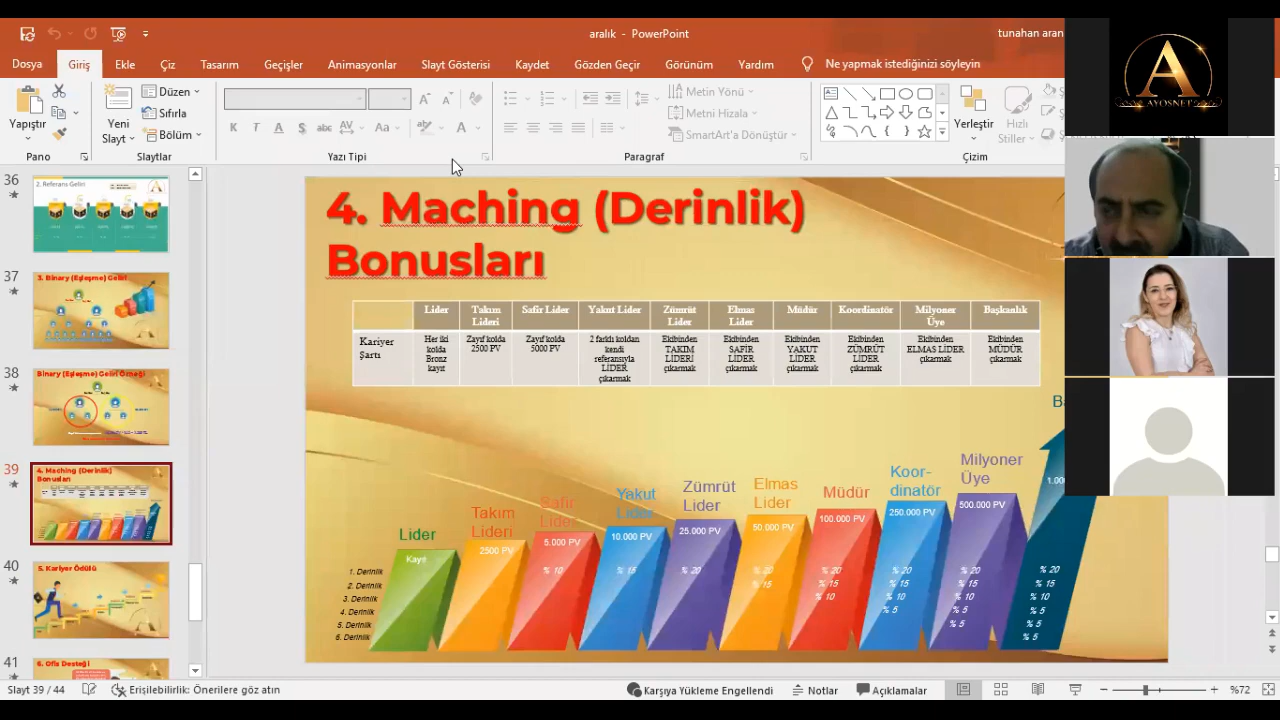 aralık - PowerPoint
tunahan aran
Dosya Giriş Ekle Çiz Tasarım Geçişler Animasyonlar Slayt Gösterisi Kaydet Gözden Geçir Görünüm Yardım Ne yapmak istediğinizi söyleyin
Yapıştır
Yeni
Slayt
Düzen
Sıfırla
Bölüm
Metin Yönü
Metni Hizala
SmartArt'a Dönüştür
Yerleştir
Hızlı
Stiller
Pano Slaytlar Yazı Tipi Paragraf Çizim
A
AYOSNET
36
2. Referans Geliri
37
3. Binary (Eşleşme) Geliri
38
Binary (Eşleşme) Geliri Örneği
39
4. Maching (Derinlik)
Bonusları
40
5. Kariyer Ödülü
41
6. Ofis Desteği
4. Maching (Derinlik)
Bonusları
Lider
Takım
Lideri
Safir Lider
Yakut Lider
Zümrüt
Lider
Elmas
Lider
Müdür
Koordinatör
Milyoner
Üye
Başkanlık
Kariyer
Şartı
Her iki
kolda
Bronz
kayıt
Zayıf kolda
2500 PV
Zayıf kolda
5000 PV
2 farklı koldan
kendi
referansıyla
LİDER
çıkarmak
Ekibinden
TAKIM
LİDERİ
çıkarmak
Ekibinden
SAFİR
LİDER
çıkarmak
Ekibinden
YAKUT
LİDER
çıkarmak
Ekibinden
ZÜMRÜT
LİDER
çıkarmak
Ekibinden
ELMAS LİDER
çıkarmak
Ekibinden
MÜDÜR
çıkarmak
Lider
Kayıt
Takım
Lideri
2500 PV
Safir
Lider
5.000 PV
% 10
Yakut
Lider
10.000 PV
% 15
Zümrüt
Lider
25.000 PV
% 20
Elmas
Lider
50.000 PV
% 20
% 15
Müdür
100.000 PV
% 20
% 15
% 10
Koor-
dinatör
250.000 PV
% 20
% 15
% 10
% 5
Milyoner
Üye
500.000 PV
% 20
% 15
% 10
% 5
% 5
Ba
1.00
% 20
% 15
% 10
% 5
% 5
% 5
1. Derinlik
2. Derinlik
3. Derinlik
4. Derinlik
5. Derinlik
6. Derinlik
Slayt 39 / 44 Erişilebilirlik: Önerilere göz atın Karşıya Yükleme Engellendi Notlar Açıklamalar %72